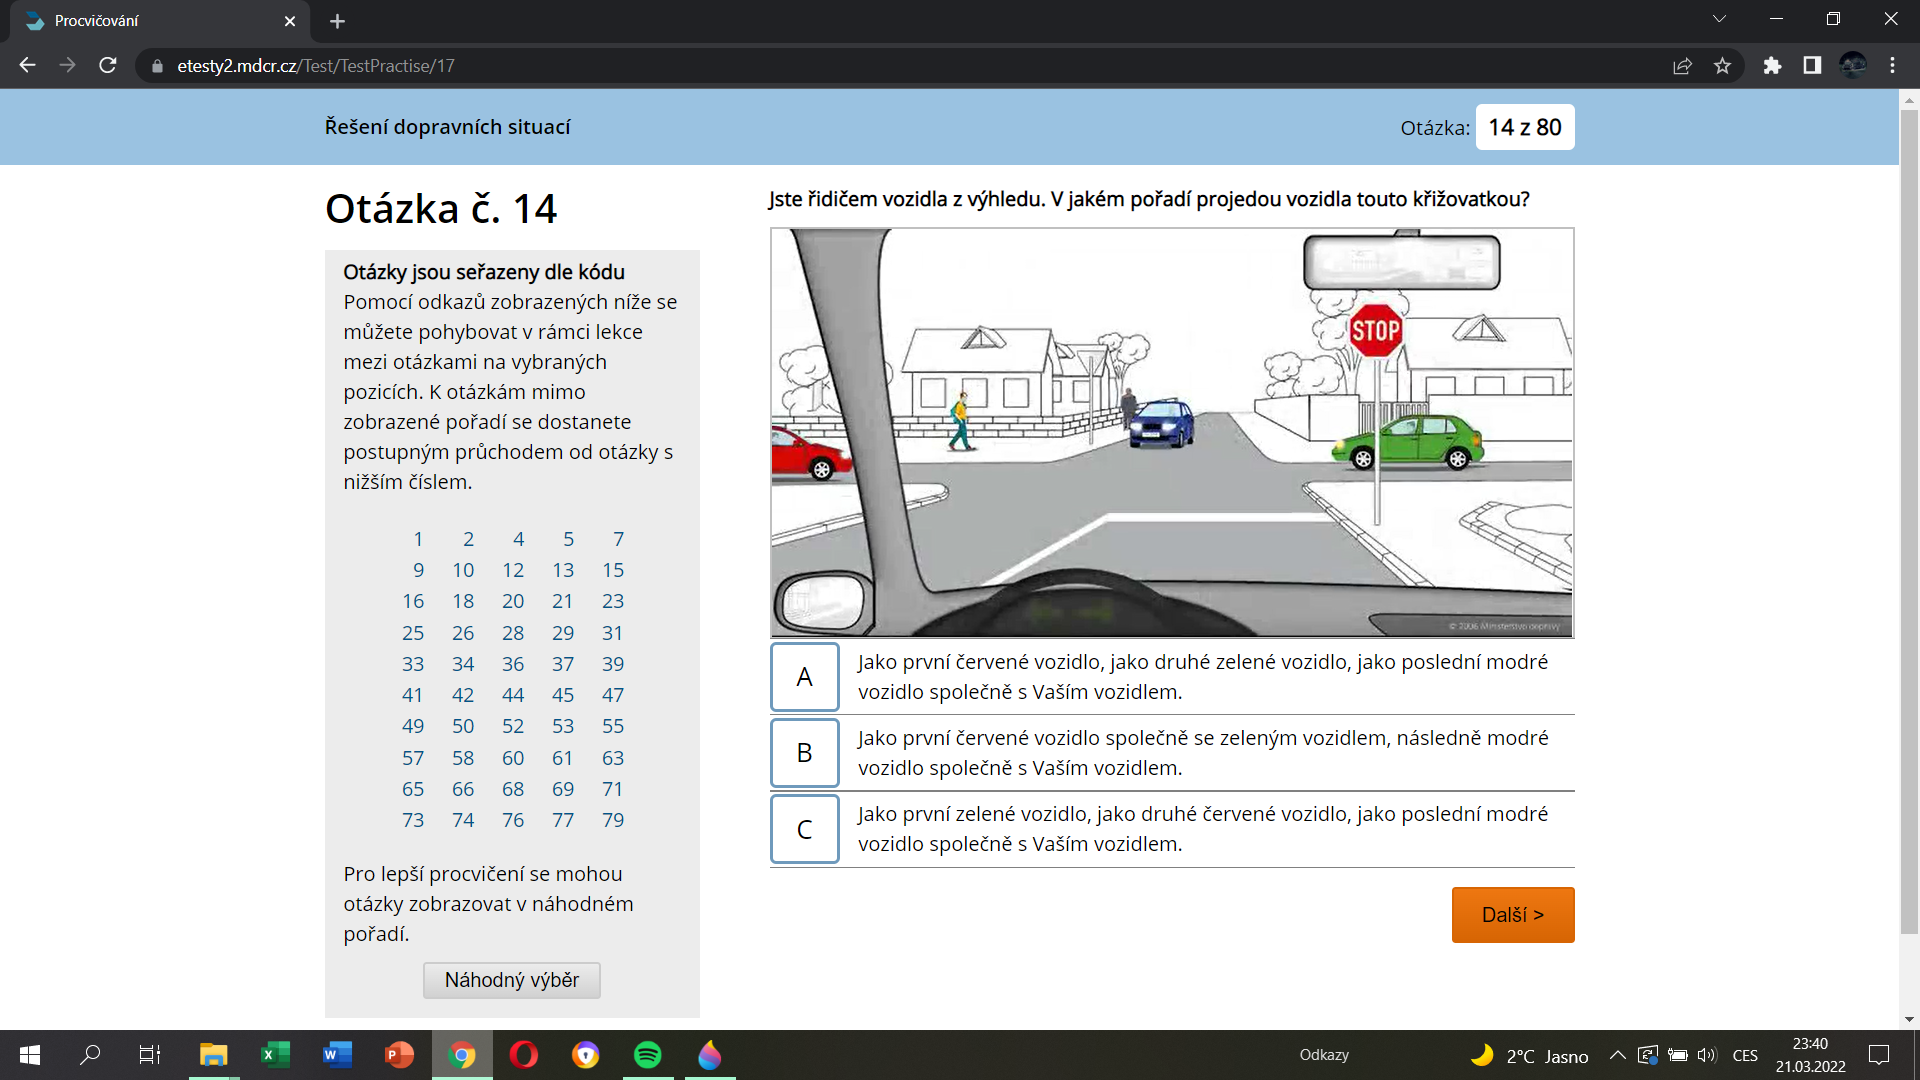 Procvičování
etesty2.mdcr.cz/Test/TestPractise/17
Řešení dopravních situací
Otázka: 14 z 80
Otázka č. 14
Otázky jsou seřazeny dle kódu
Pomocí odkazů zobrazených níže se
můžete pohybovat v rámci lekce
mezi otázkami na vybraných
pozicích. K otázkám mimo
zobrazené pořadí se dostanete
postupným průchodem od otázky s
nižším číslem.
1 2 4 5 7
9 10 12 13 15
16 18 20 21 23
25 26 28 29 31
33 34 36 37 39
41 42 44 45 47
49 50 52 53 55
57 58 60 61 63
65 66 68 69 71
73 74 76 77 79
Pro lepší procvičení se mohou
otázky zobrazovat v náhodném
pořadí.
Náhodný výběr
Jste řidičem vozidla z výhledu. V jakém pořadí projedou vozidla touto křižovatkou?
STOP
© 2006 Ministerstvo dopravy
A
Jako první červené vozidlo, jako druhé zelené vozidlo, jako poslední modré
vozidlo společně s Vaším vozidlem.
B
Jako první červené vozidlo společně se zeleným vozidlem, následně modré
vozidlo společně s Vaším vozidlem.
C
Jako první zelené vozidlo, jako druhé červené vozidlo, jako poslední modré
vozidlo společně s Vaším vozidlem.
Další >
Odkazy
2°C Jasno
CES
23:40
21.03.2022